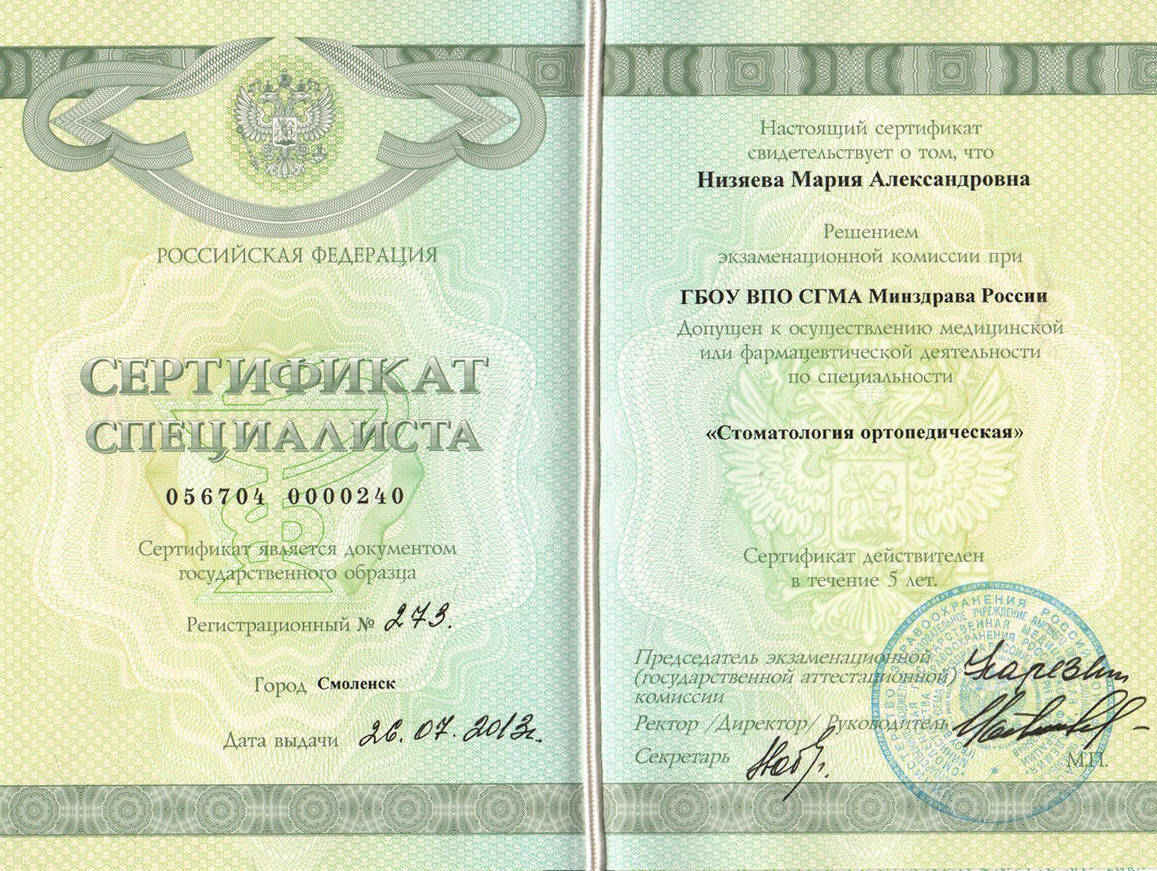 РОССИЙСКАЯ ФЕДЕРАЦИЯ
СЕРТИФИКАТ
СПЕЦИАЛИСТА
056704 0000240
Сертификат является документом
государственного образца
Регистрационный № 273.
Город Смоленск
Дата выдачи 26.07.2013г.
Настоящий сертификат
свидетельствует о том, что
Низяева Мария Александровна
Решением
экзаменационной комиссии при
ГБОУ ВПО СГМА Минздрава России
Допущен к осуществлению медицинской
или фармацевтической деятельности
по специальности
«Стоматология ортопедическая»
Сертификат действителен
в течение 5 лет.
Председатель экзаменационной
(государственной аттестационной)
комиссии
Ректор /Директор/ Руководитель
Секретарь
М.П.